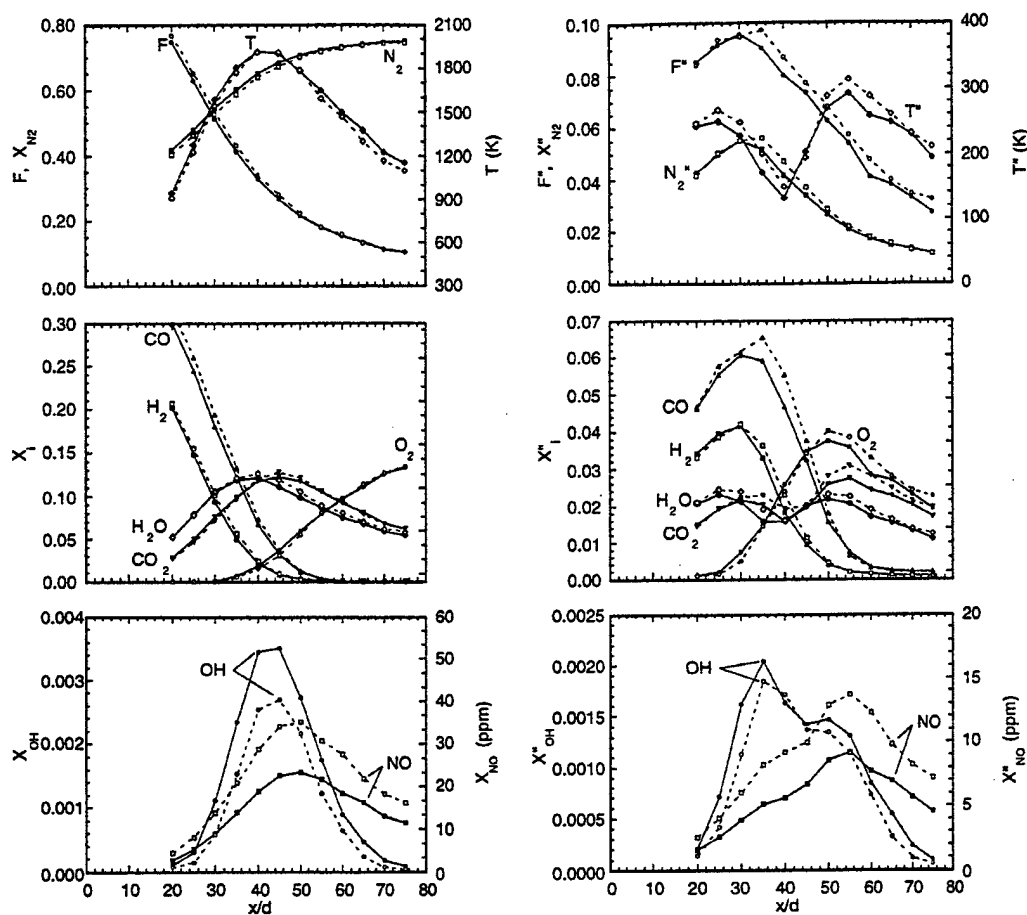 0.80
0.60
0.40
0.20
0.00
F, X_N2
F
T
N2
2100
1800
1500
1200
900
600
300
T (K)
0.10
0.08
0.06
0.04
0.02
0.00
F", X"_N2
F"
T"
N2"
400
300
200
100
0
T" (K)
0.30
0.25
0.20
0.15
0.10
0.05
0.00
X_i
CO
H2
H2O
CO2
O2
0.07
0.06
0.05
0.04
0.03
0.02
0.01
0.00
X"_i
CO
H2
H2O
CO2
O2
0.004
0.003
0.002
0.001
0.000
X_OH
OH
NO
60
50
40
30
20
10
0
X_NO (ppm)
0 10 20 30 40 50 60 70 80
x/d
0.0025
0.0020
0.0015
0.0010
0.0005
0.0000
X"_OH
OH
NO
20
15
10
5
0
X"_NO (ppm)
0 10 20 30 40 50 60 70 80
x/d